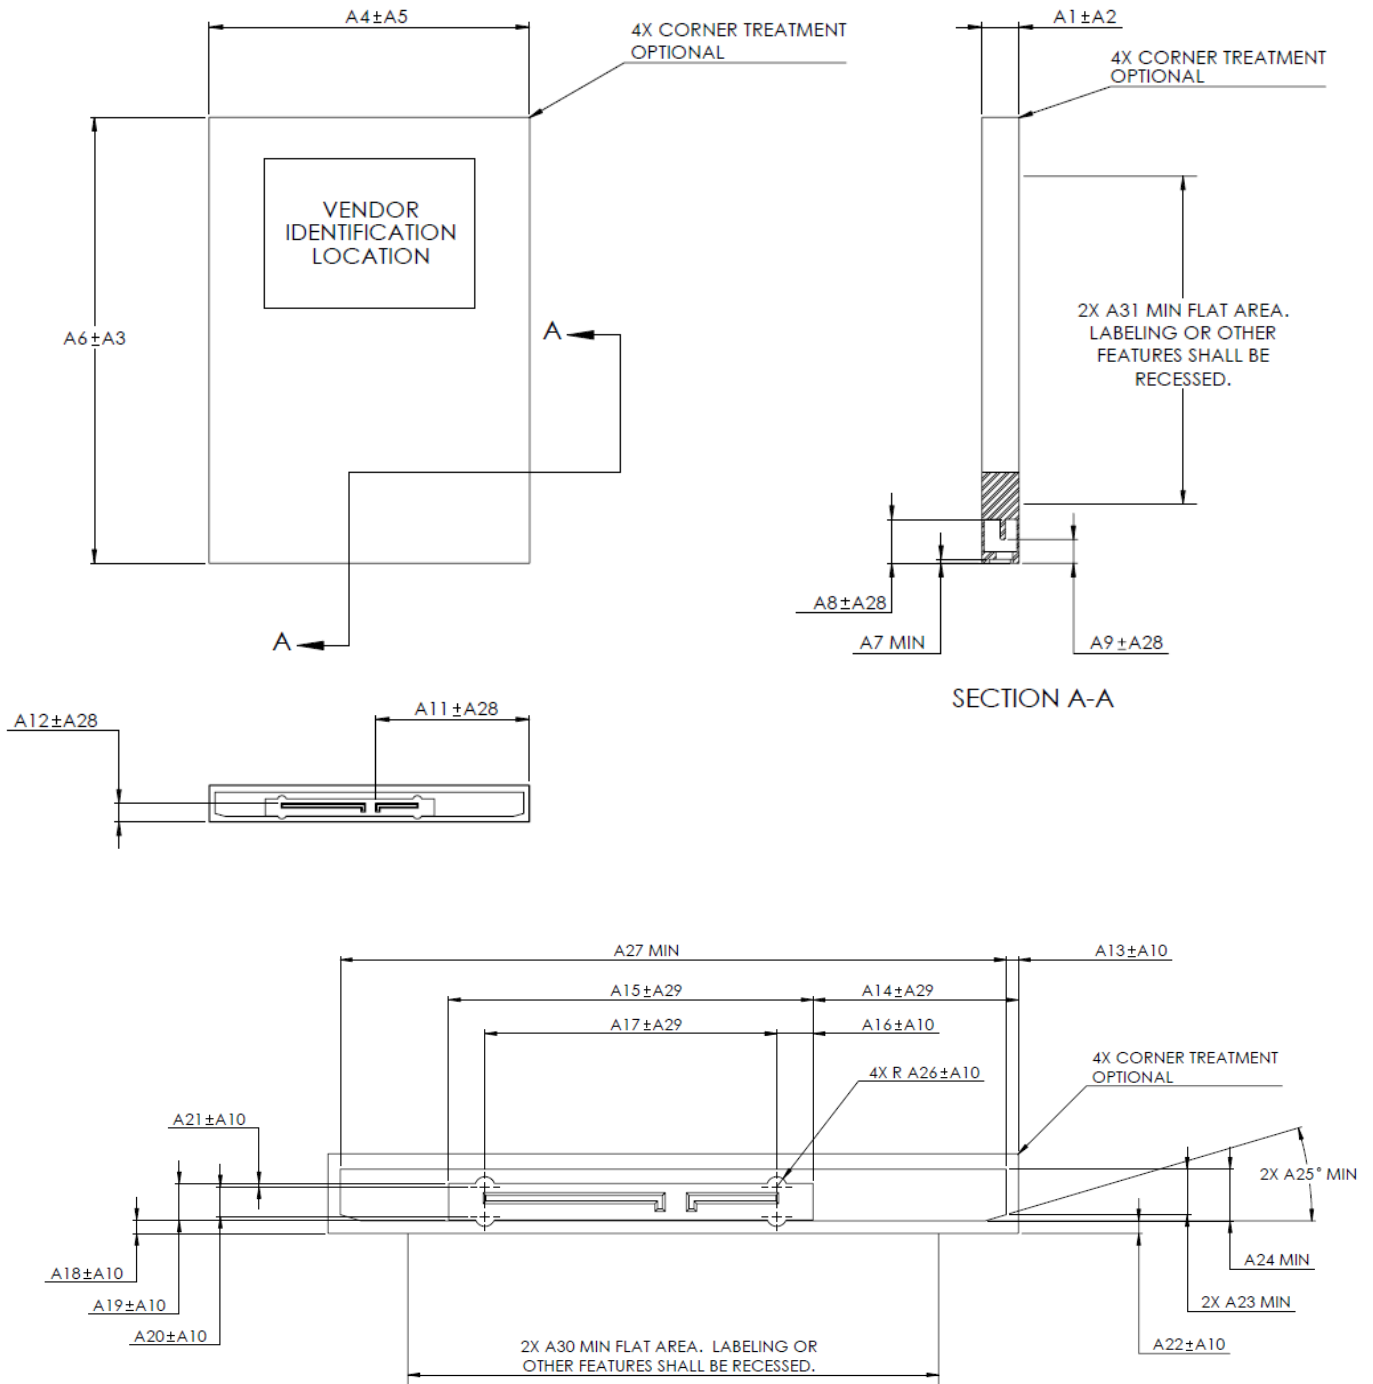 A4±A5
4X CORNER TREATMENT
OPTIONAL
A1±A2
4X CORNER TREATMENT
OPTIONAL
VENDOR
IDENTIFICATION
LOCATION
A6±A3
A
2X A31 MIN FLAT AREA.
LABELING OR OTHER
FEATURES SHALL BE
RECESSED.
A8±A28
A7 MIN
A9±A28
A
SECTION A-A
A12±A28
A11±A28
A27 MIN
A13±A10
A15±A29
A14±A29
A17±A29
A16±A10
4X R A26±A10
4X CORNER TREATMENT
OPTIONAL
A21±A10
2X A25° MIN
A18±A10
A19±A10
A20±A10
A24 MIN
2X A23 MIN
A22±A10
2X A30 MIN FLAT AREA. LABELING OR
OTHER FEATURES SHALL BE RECESSED.